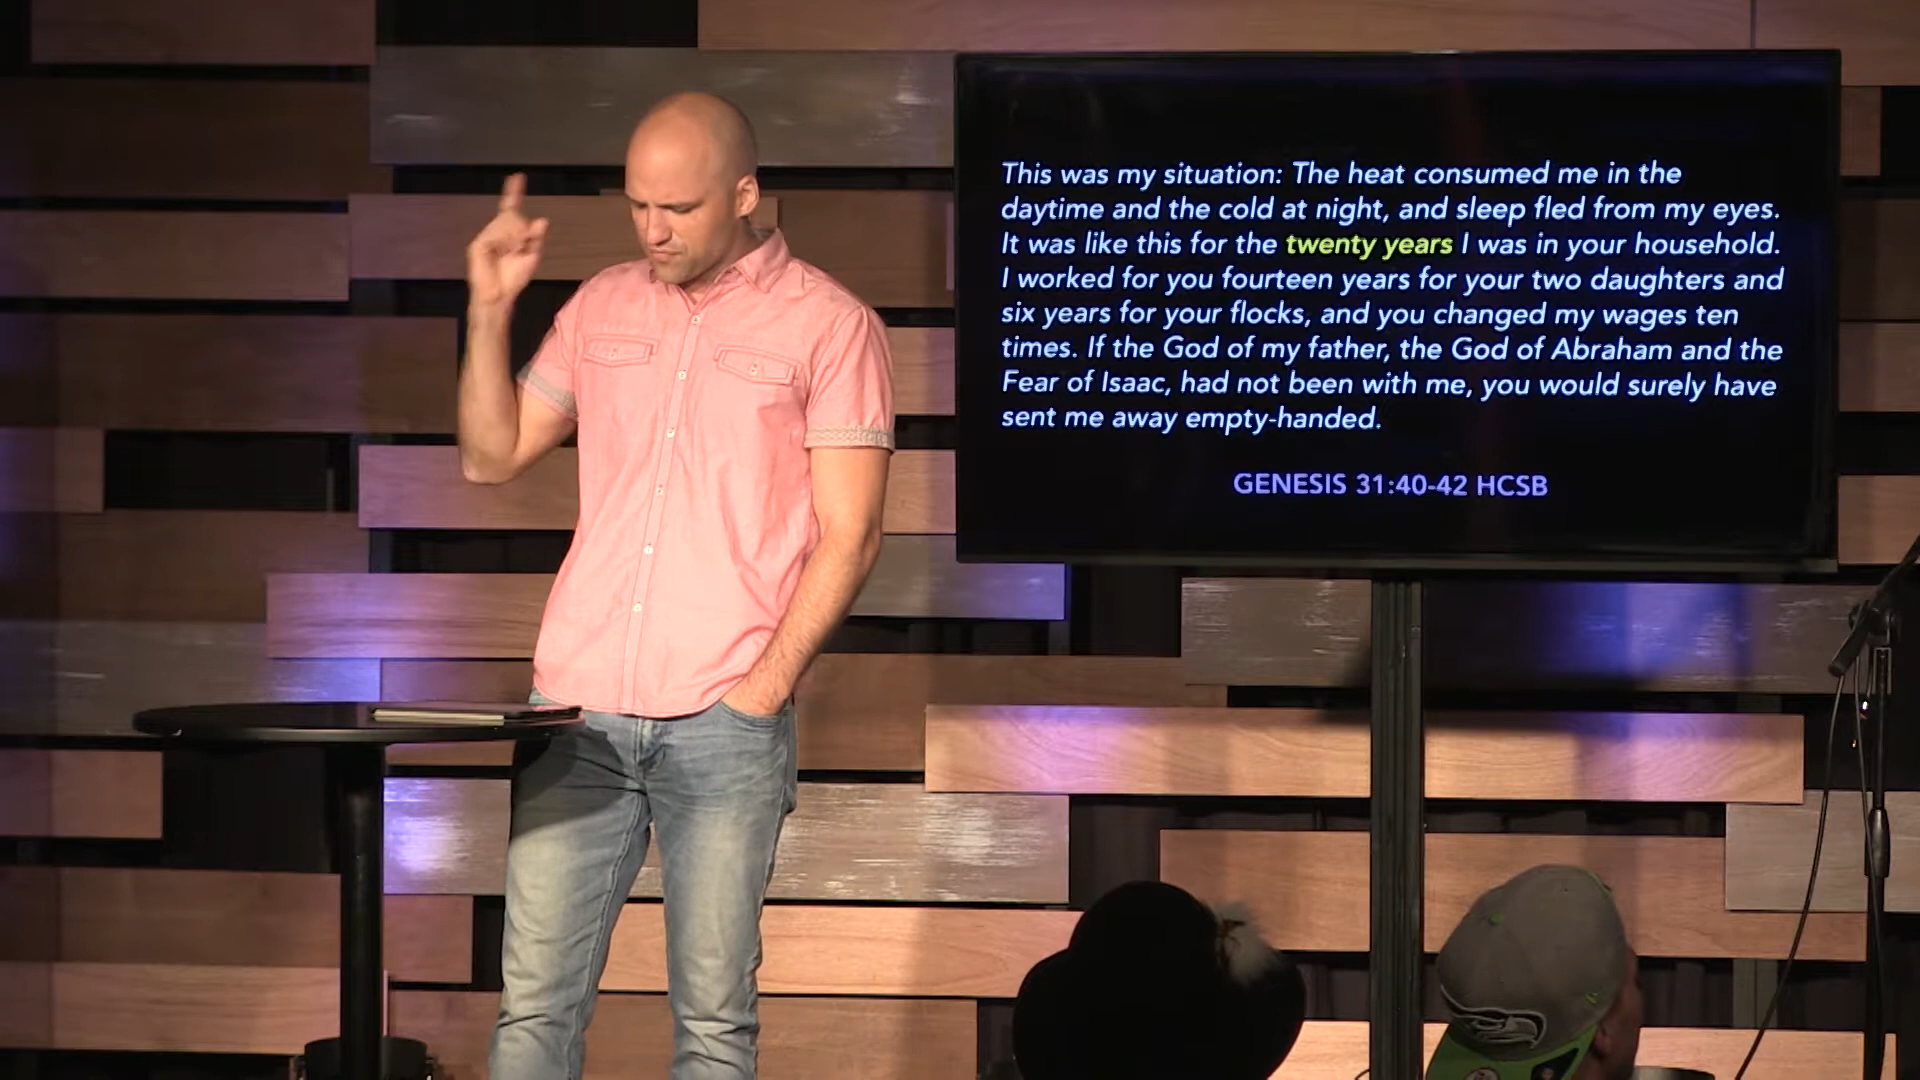 This was my situation: The heat consumed me in the
daytime and the cold at night, and sleep fled from my eyes.
It was like this for the twenty years I was in your household.
I worked for you fourteen years for your two daughters and
six years for your flocks, and you changed my wages ten
times. If the God of my father, the God of Abraham and the
Fear of Isaac, had not been with me, you would surely have
sent me away empty-handed.
GENESIS 31:40-42 HCSB